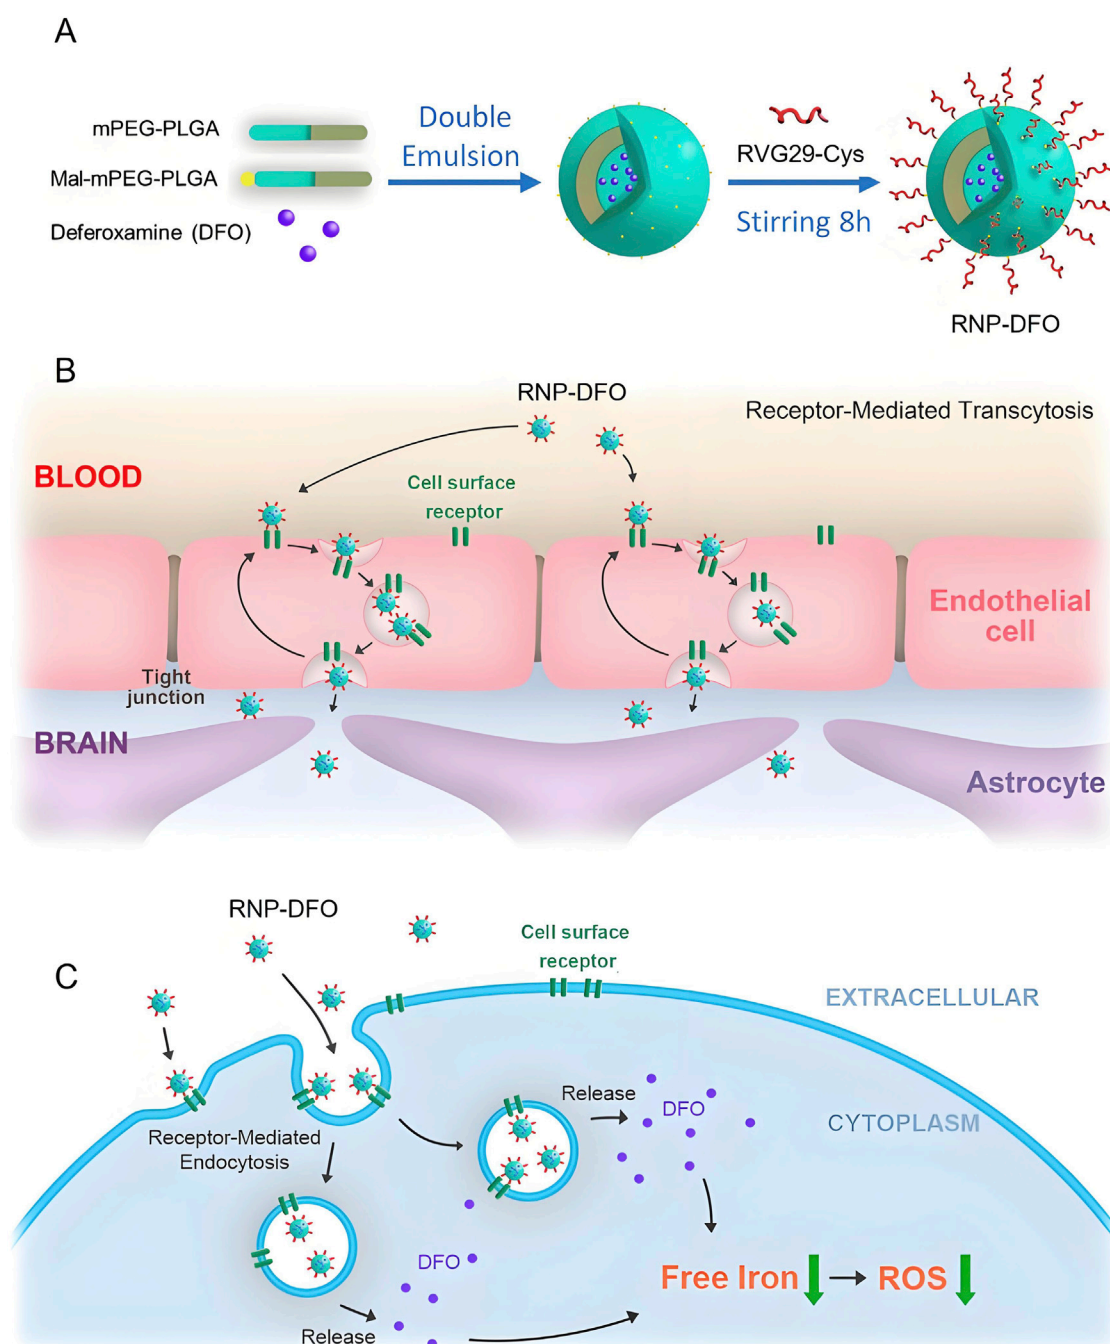 A
mPEG-PLGA
Mal-mPEG-PLGA
Deferoxamine (DFO)
Double
Emulsion
RVG29-Cys
Stirring 8h
RNP-DFO
B
RNP-DFO
Receptor-Mediated Transcytosis
BLOOD
Cell surface
receptor
Endothelial
cell
Tight
junction
BRAIN
Astrocyte
RNP-DFO
Cell surface
receptor
C
EXTRACELLULAR
Release
DFO
CYTOPLASM
Receptor-Mediated
Endocytosis
DFO
Free Iron
ROS
Release